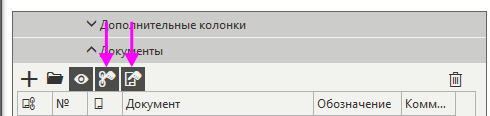 Дополнительные колонки
Документы
№ Документ Обозначение Комм...